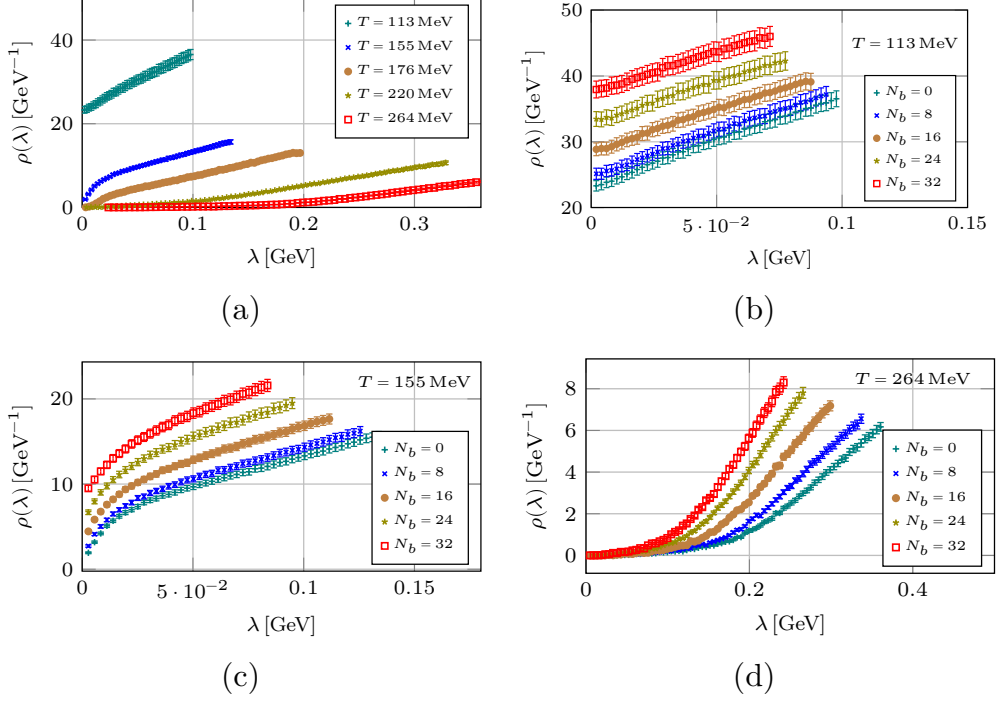 T = 113 MeV
T = 155 MeV
T = 176 MeV
T = 220 MeV
T = 264 MeV
40
20
0
ρ(λ) [GeV⁻¹]
0 0.1 0.2 0.3
λ [GeV]
(a)
T = 113 MeV
N_b = 0
N_b = 8
N_b = 16
N_b = 24
N_b = 32
50
40
30
20
ρ(λ) [GeV⁻¹]
0 5 · 10⁻² 0.1 0.15
λ [GeV]
(b)
T = 155 MeV
N_b = 0
N_b = 8
N_b = 16
N_b = 24
N_b = 32
20
10
0
ρ(λ) [GeV⁻¹]
0 5 · 10⁻² 0.1 0.15
λ [GeV]
(c)
T = 264 MeV
N_b = 0
N_b = 8
N_b = 16
N_b = 24
N_b = 32
8
6
4
2
0
ρ(λ) [GeV⁻¹]
0 0.2 0.4
λ [GeV]
(d)